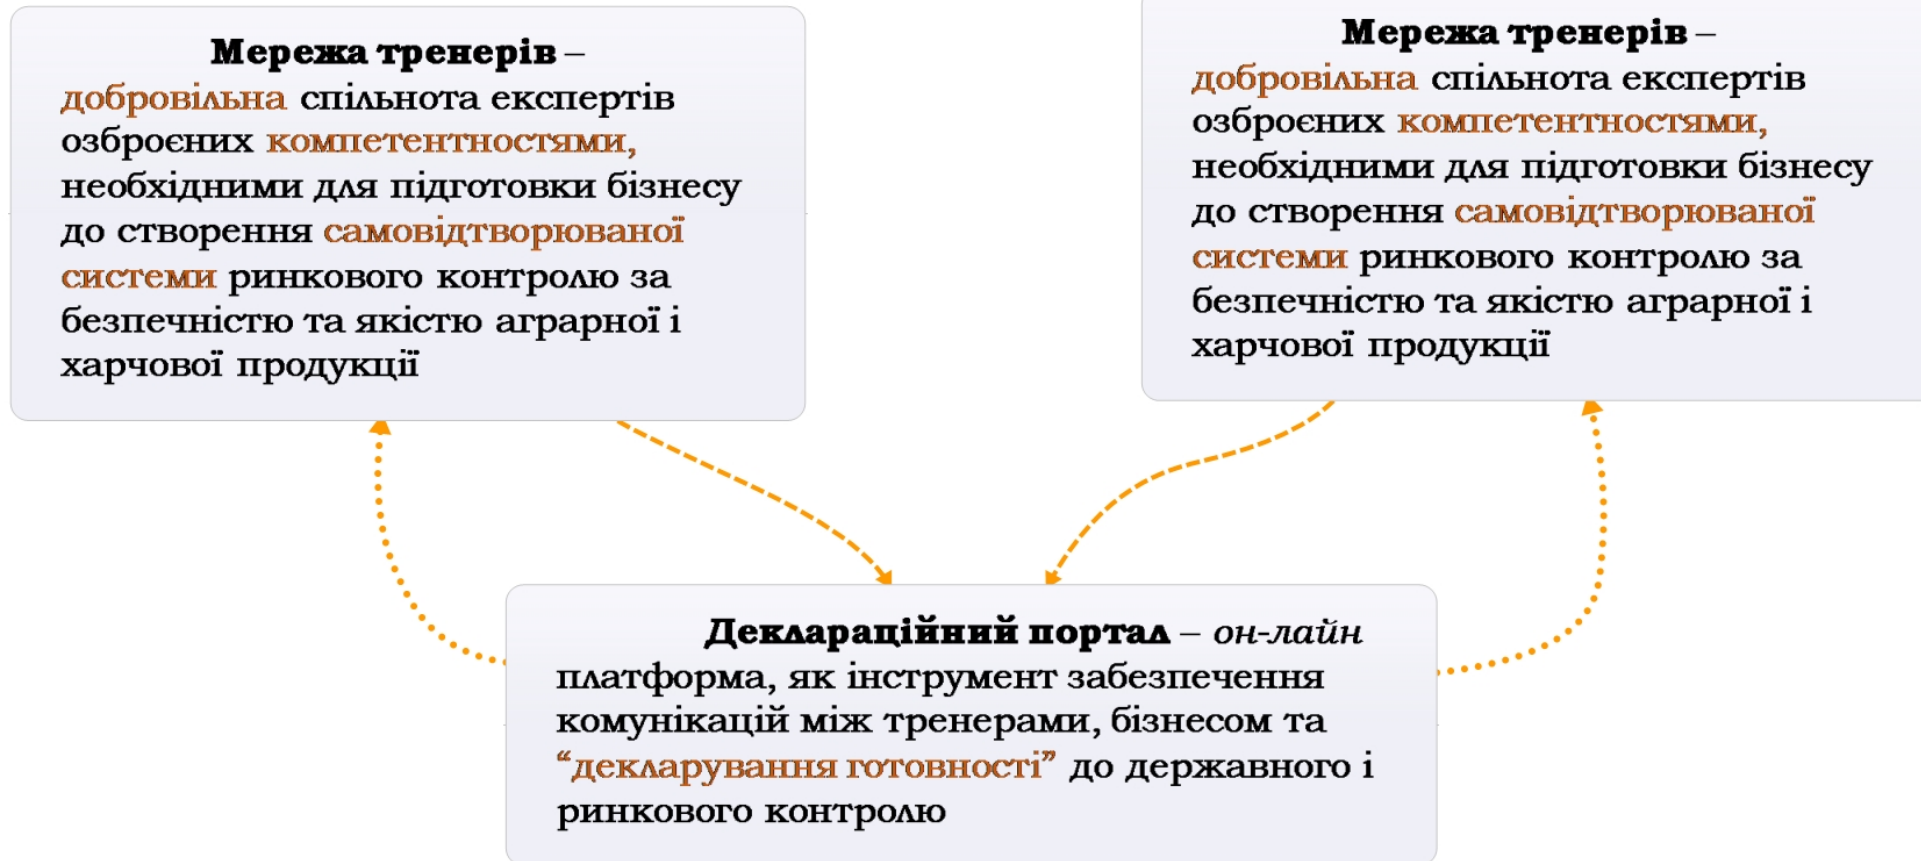 Мережа тренерів –
добровільна спільнота експертів
озброєних компетентностями,
необхідними для підготовки бізнесу
до створення самовідтворюваної
системи ринкового контролю за
безпечністю та якістю аграрної і
харчової продукції
Мережа тренерів –
добровільна спільнота експертів
озброєних компетентностями,
необхідними для підготовки бізнесу
до створення самовідтворюваної
системи ринкового контролю за
безпечністю та якістю аграрної і
харчової продукції
Деклараційний портал – он-лайн
платформа, як інструмент забезпечення
комунікацій між тренерами, бізнесом та
“декларування готовності” до державного і
ринкового контролю